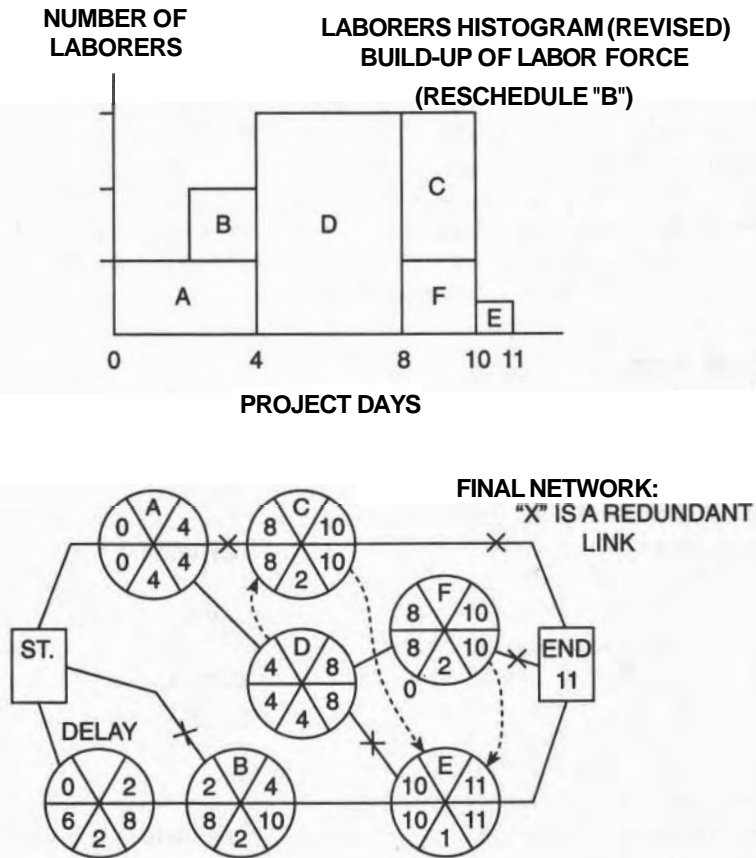 NUMBER OF
LABORERS
LABORERS HISTOGRAM (REVISED)
BUILD-UP OF LABOR FORCE
(RESCHEDULE "B")
C
B
D
A
F
E
0 4 8 10 11
PROJECT DAYS
FINAL NETWORK:
"X" IS A REDUNDANT
LINK
A
0 4
0 4
4
C
8 10
8 10
2
F
8 10
8 10
2
0
ST.
D
4 8
4 8
4
END
11
DELAY
0 2
6 8
2
B
2 4
8 10
2
E
10 11
10 11
1